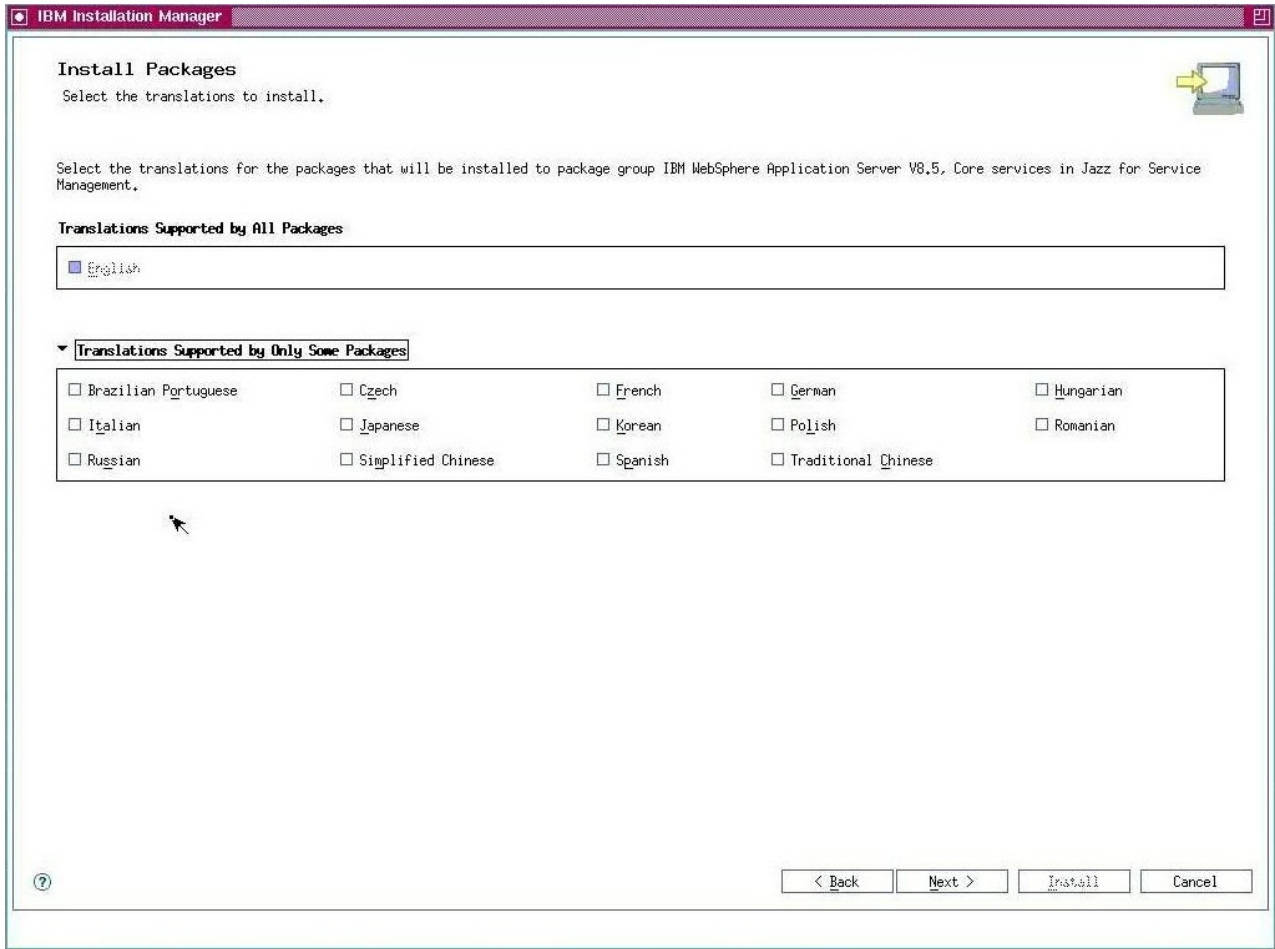 IBM Installation Manager
Install Packages
Select the translations to install.
Select the translations for the packages that will be installed to package group IBM WebSphere Application Server V8.5, Core services in Jazz for Service
Management.
Translations Supported by All Packages
English
Translations Supported by Only Some Packages
Brazilian Portuguese Czech French German Hungarian
Italian Japanese Korean Polish Romanian
Russian Simplified Chinese Spanish Traditional Chinese
? < Back Next > Install Cancel